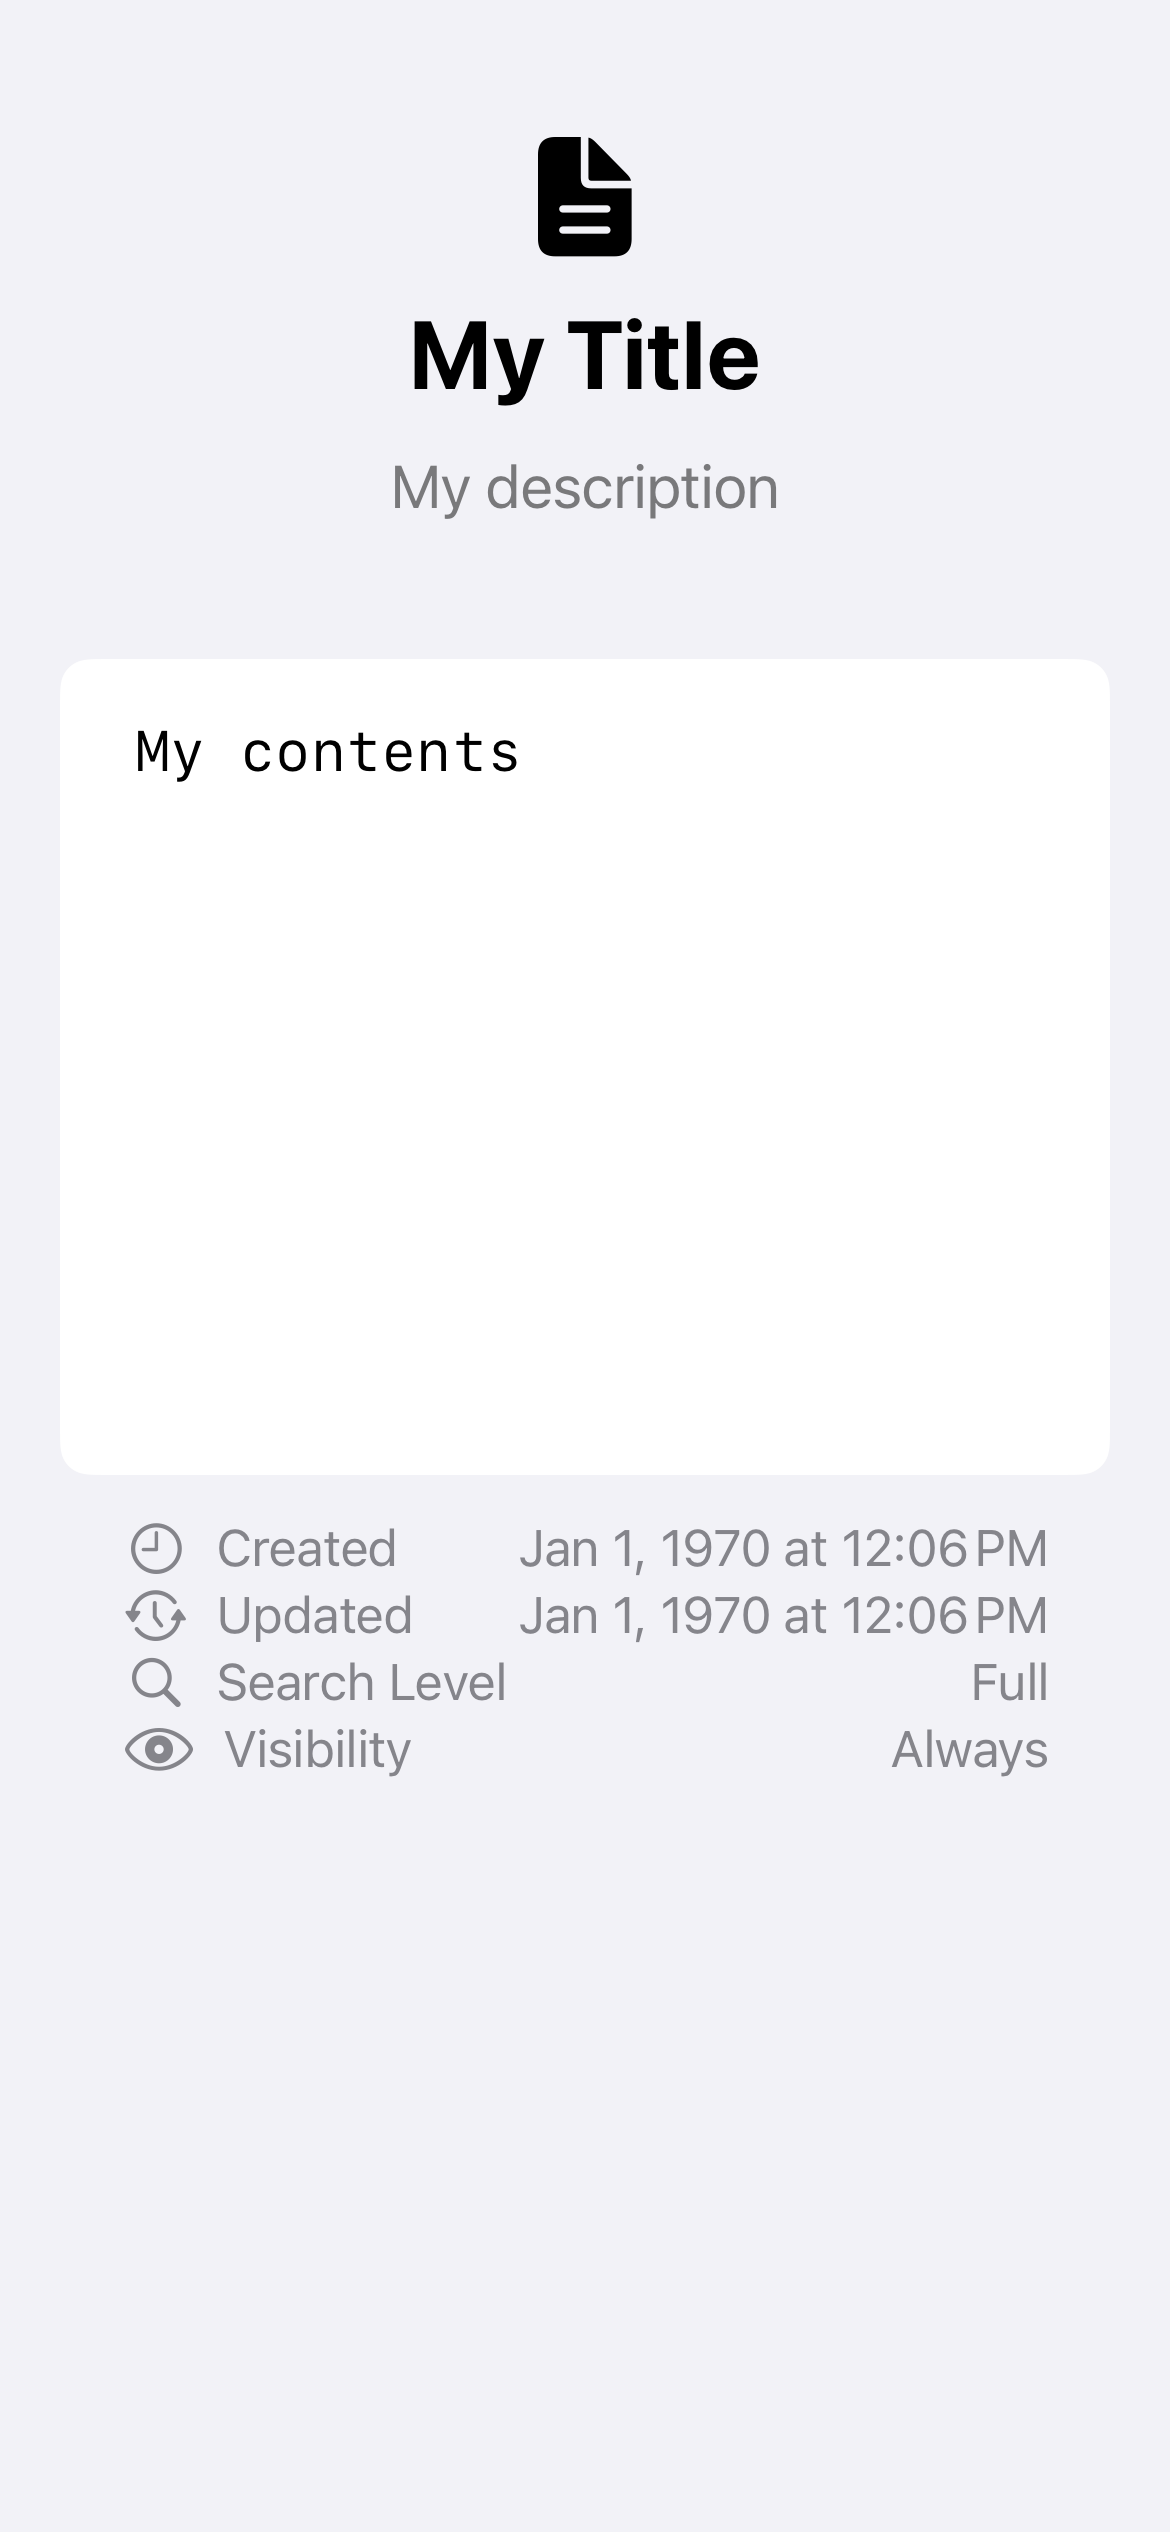 My Title
My description
My contents
Created Jan 1, 1970 at 12:06 PM
Updated Jan 1, 1970 at 12:06 PM
Search Level Full
Visibility Always